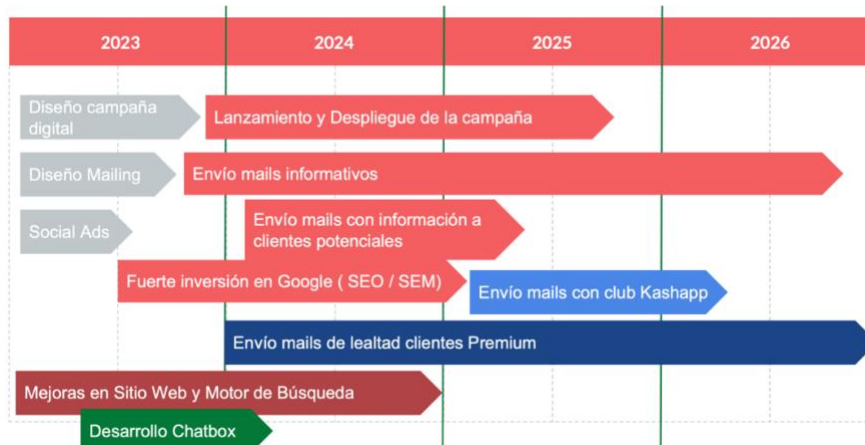 2023
2024
2025
2026
Diseño campaña
digital
Lanzamiento y Despliegue de la campaña
Diseño Mailing
Envío mails informativos
Social Ads
Envío mails con información a
clientes potenciales
Fuerte inversión en Google ( SEO / SEM)
Envío mails con club Kashapp
Envío mails de lealtad clientes Premium
Mejoras en Sitio Web y Motor de Búsqueda
Desarrollo Chatbox